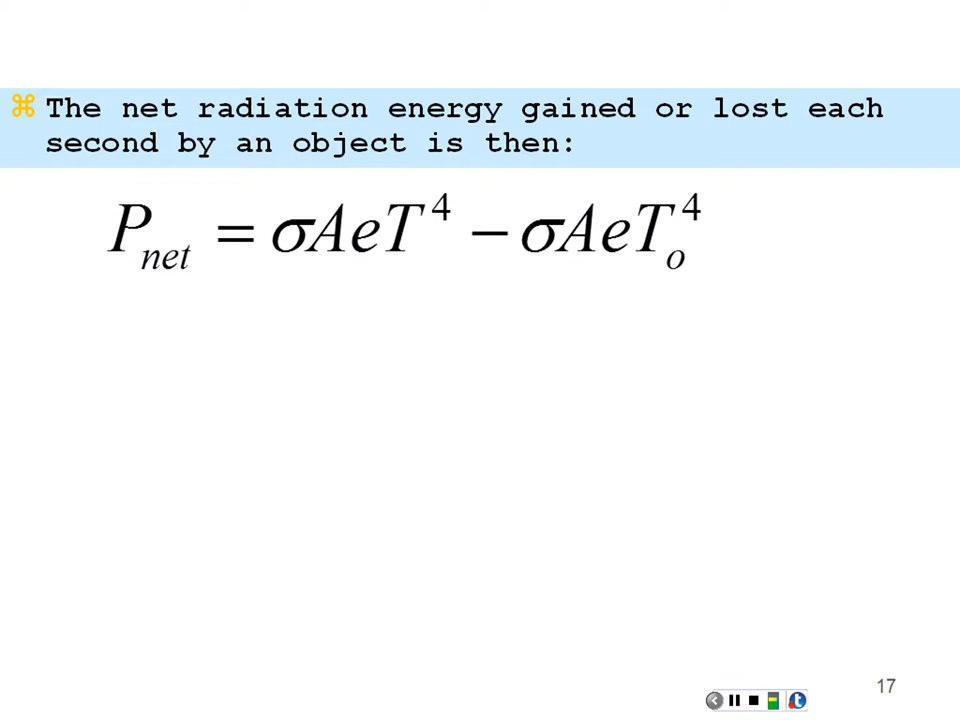 ⌘ The net radiation energy gained or lost each
second by an object is then:
P_net = σAeT^4 − σAeT_o^4
17